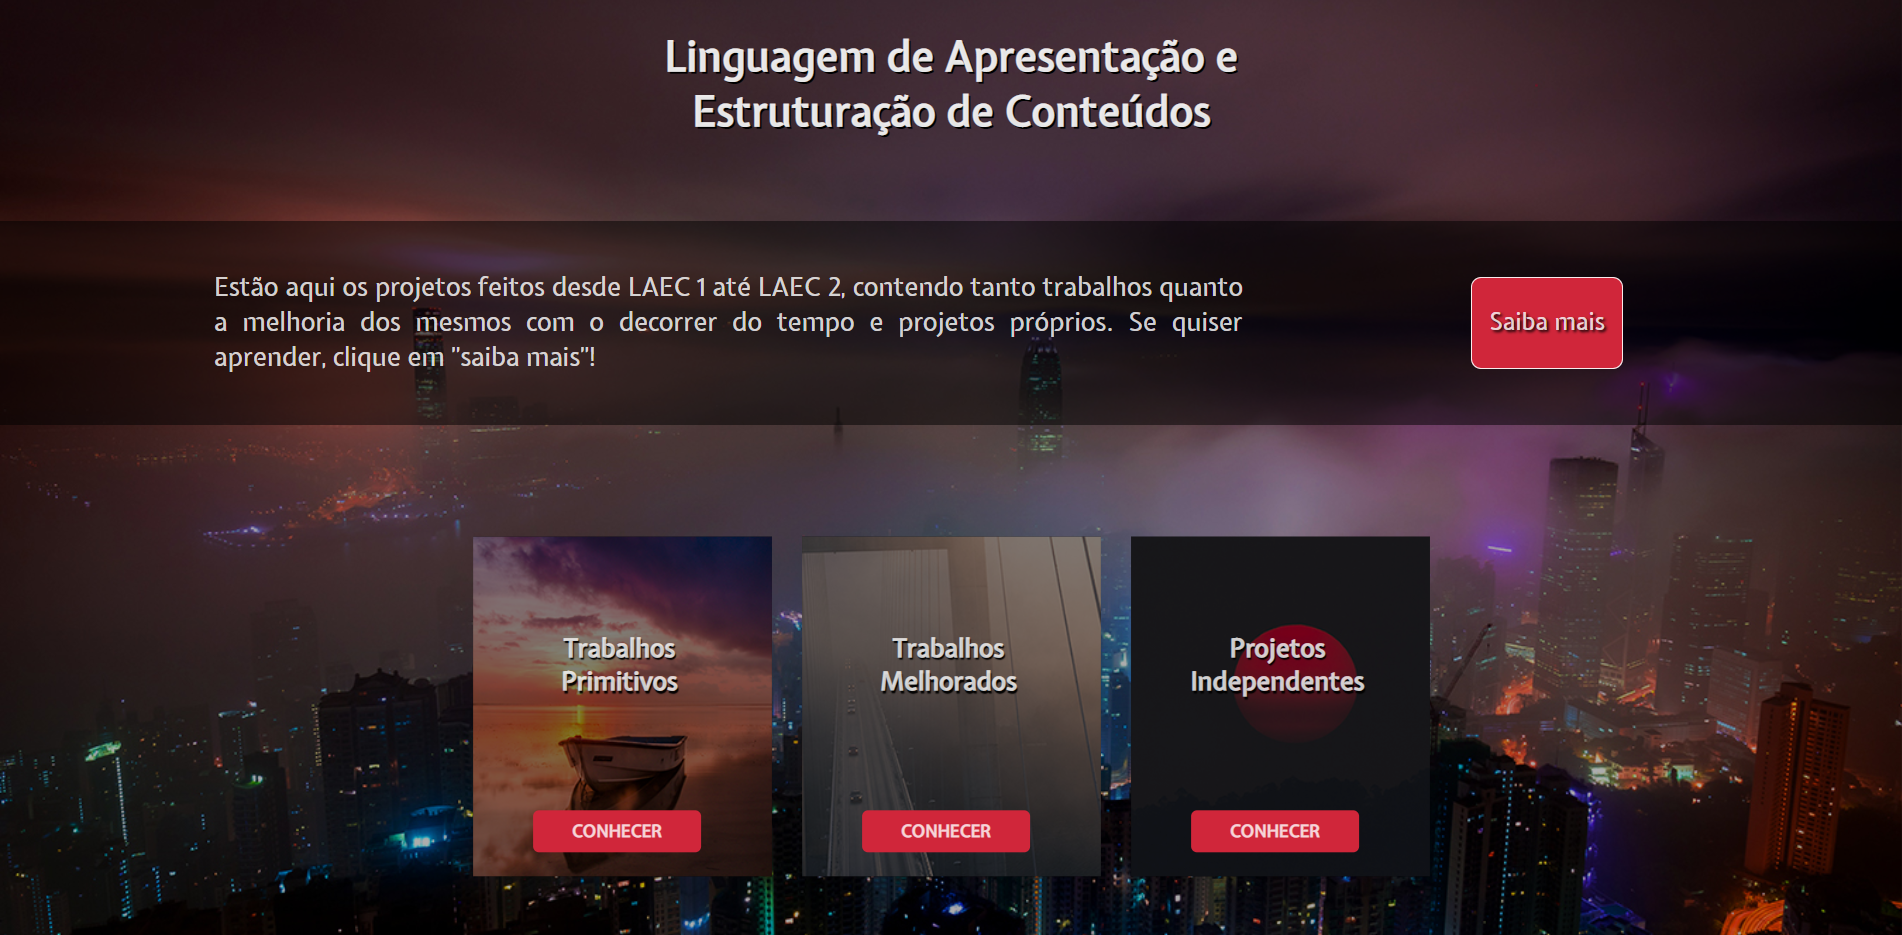 Linguagem de Apresentação e
Estruturação de Conteúdos
Estão aqui os projetos feitos desde LAEC 1 até LAEC 2, contendo tanto trabalhos quanto
a melhoria dos mesmos com o decorrer do tempo e projetos próprios. Se quiser
aprender, clique em "saiba mais"!
Saiba mais
Trabalhos
Primitivos
CONHECER
Trabalhos
Melhorados
CONHECER
Projetos
Independentes
CONHECER